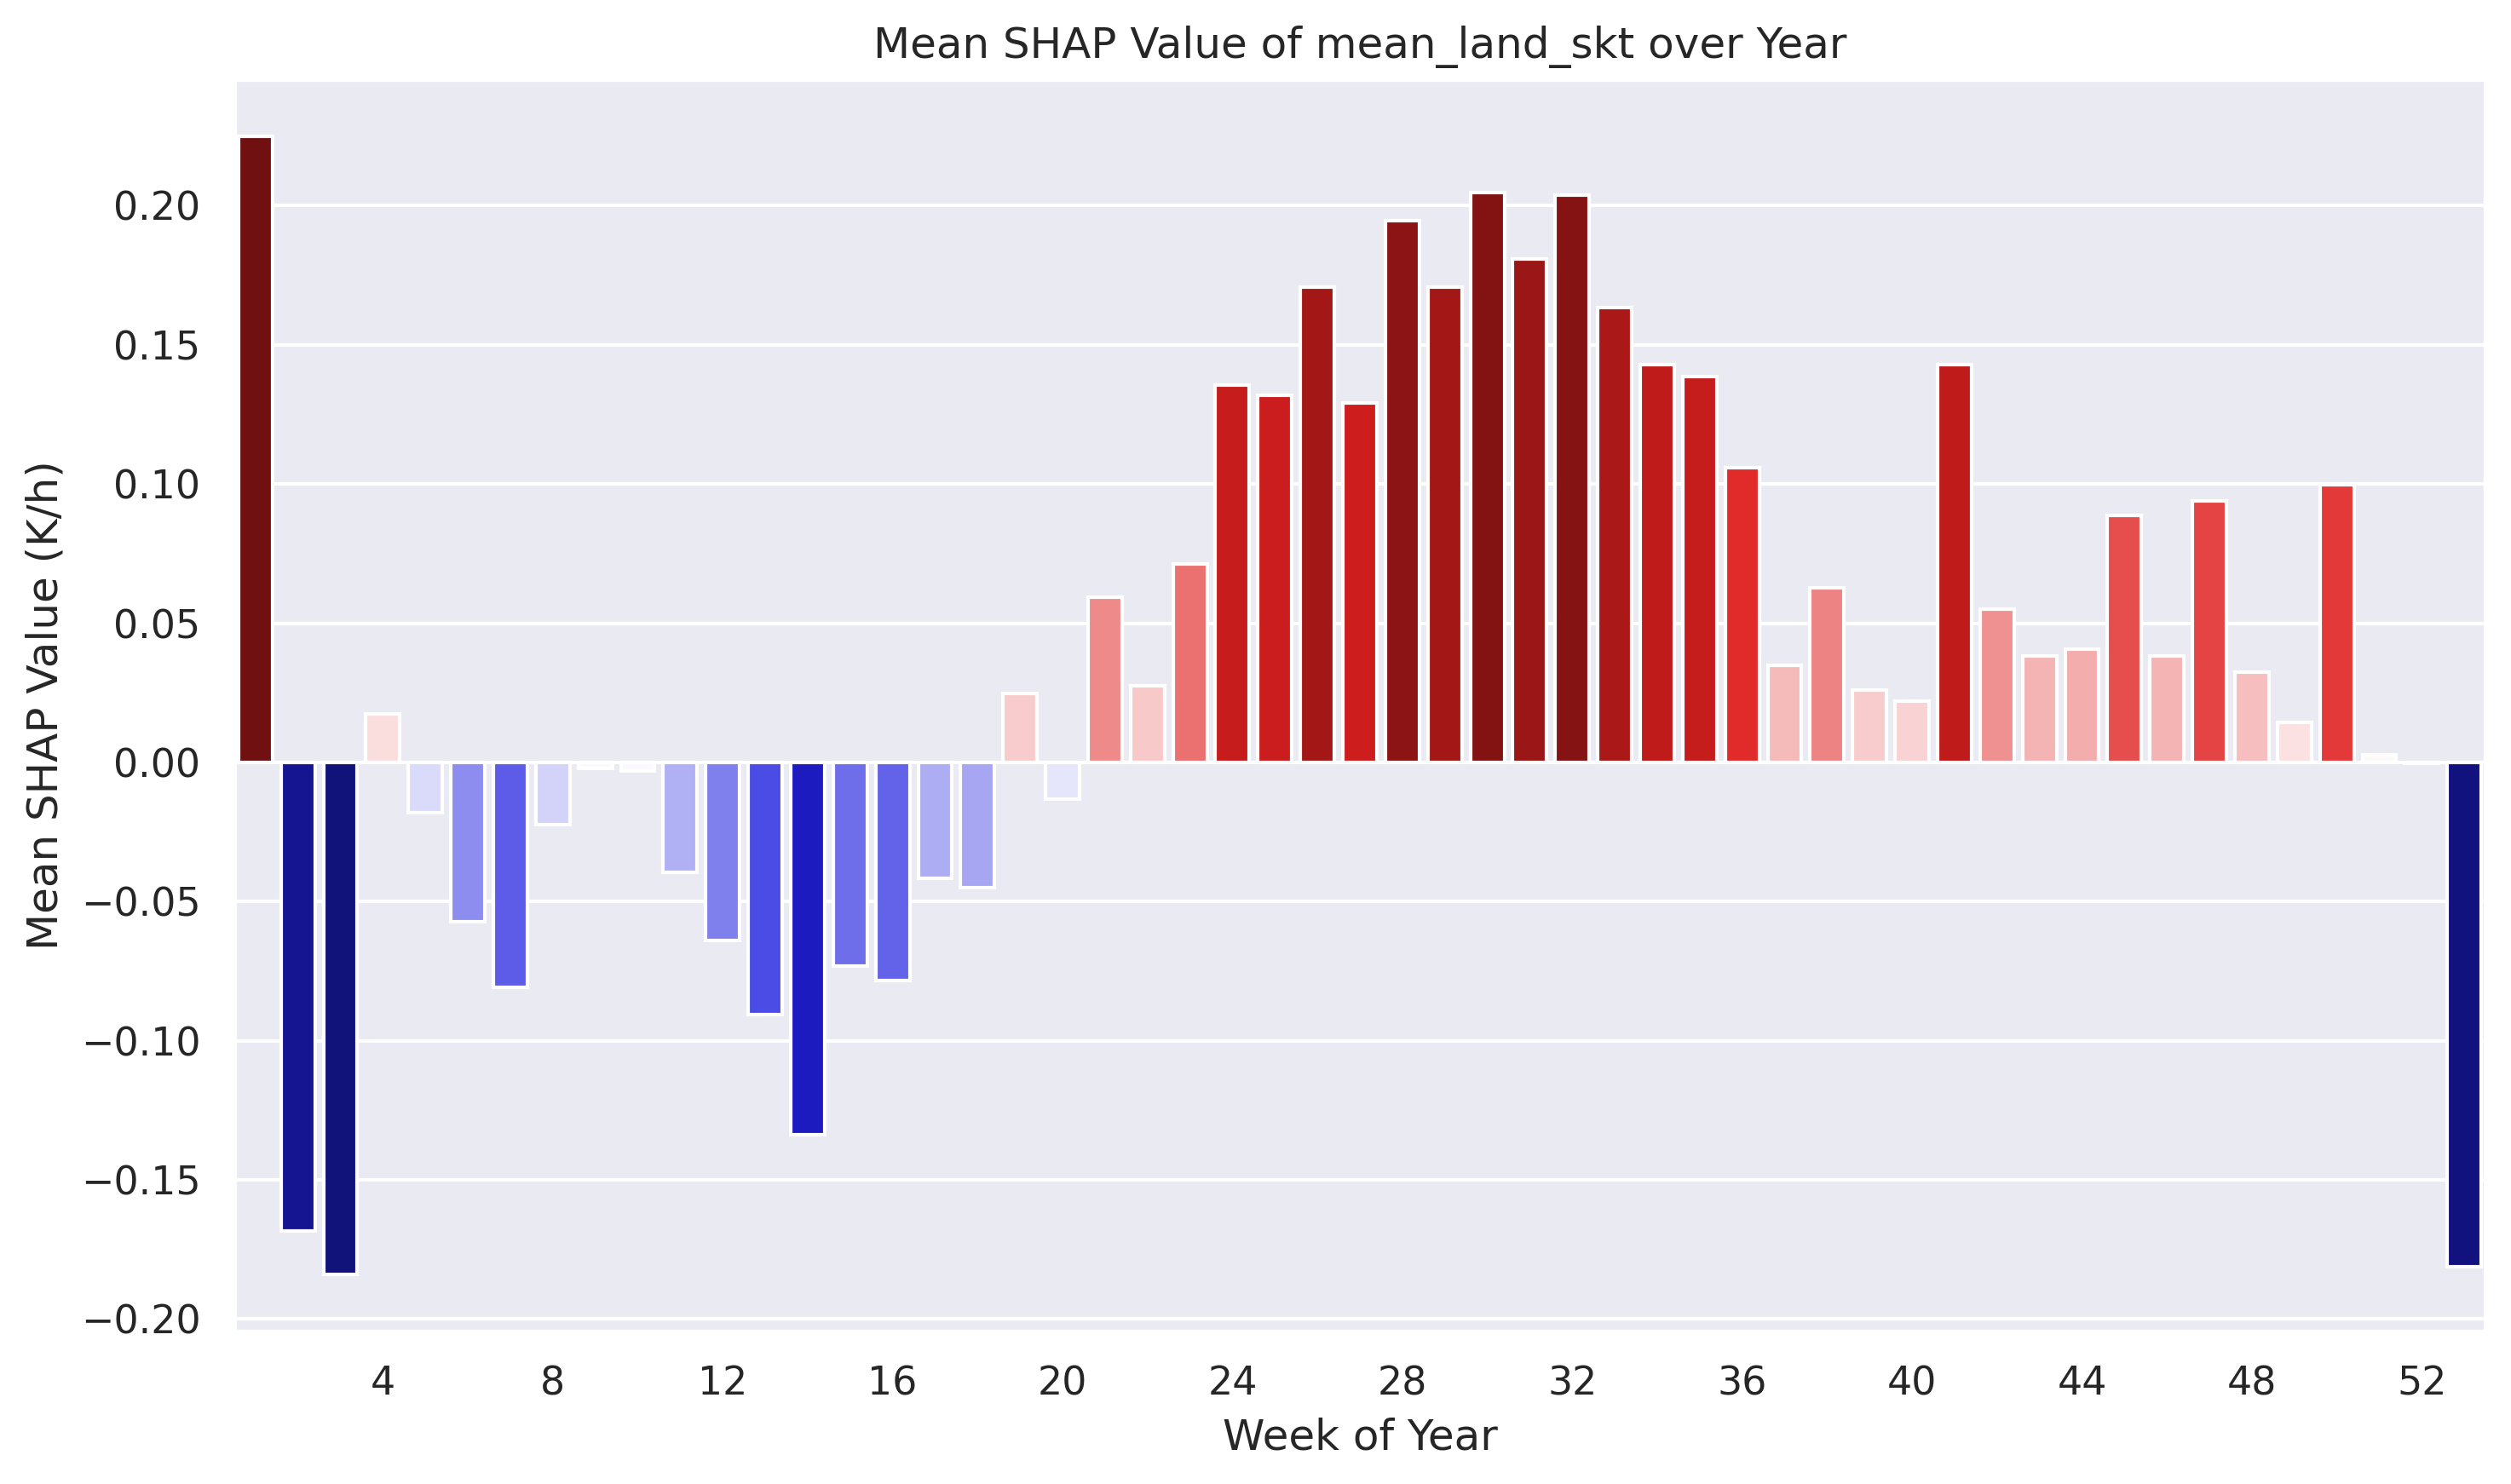 Mean SHAP Value of mean_land_skt over Year
Mean SHAP Value (K/h)
0.20
0.15
0.10
0.05
0.00
−0.05
−0.10
−0.15
−0.20
4 8 12 16 20 24 28 32 36 40 44 48 52
Week of Year